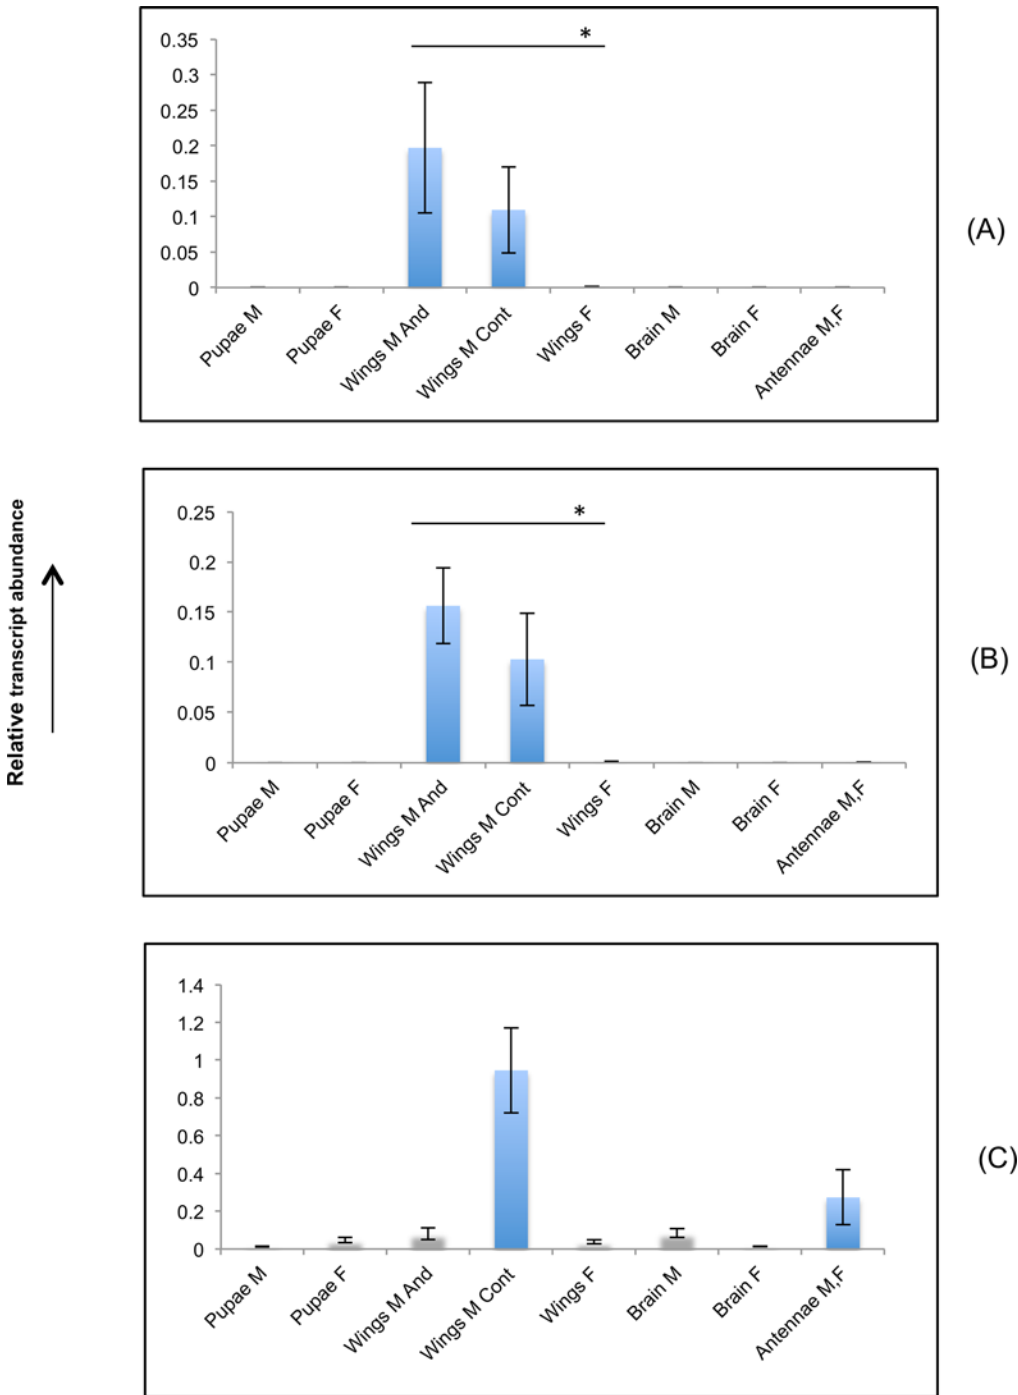 *
0.35
0.3
0.25
0.2
0.15
0.1
0.05
0
Pupae M
Pupae F
Wings M And
Wings M Cont
Wings F
Brain M
Brain F
Antennae M,F
(A)
Relative transcript abundance
*
0.25
0.2
0.15
0.1
0.05
0
Pupae M
Pupae F
Wings M And
Wings M Cont
Wings F
Brain M
Brain F
Antennae M,F
(B)
1.4
1.2
1
0.8
0.6
0.4
0.2
0
Pupae M
Pupae F
Wings M And
Wings M Cont
Wings F
Brain M
Brain F
Antennae M,F
(C)